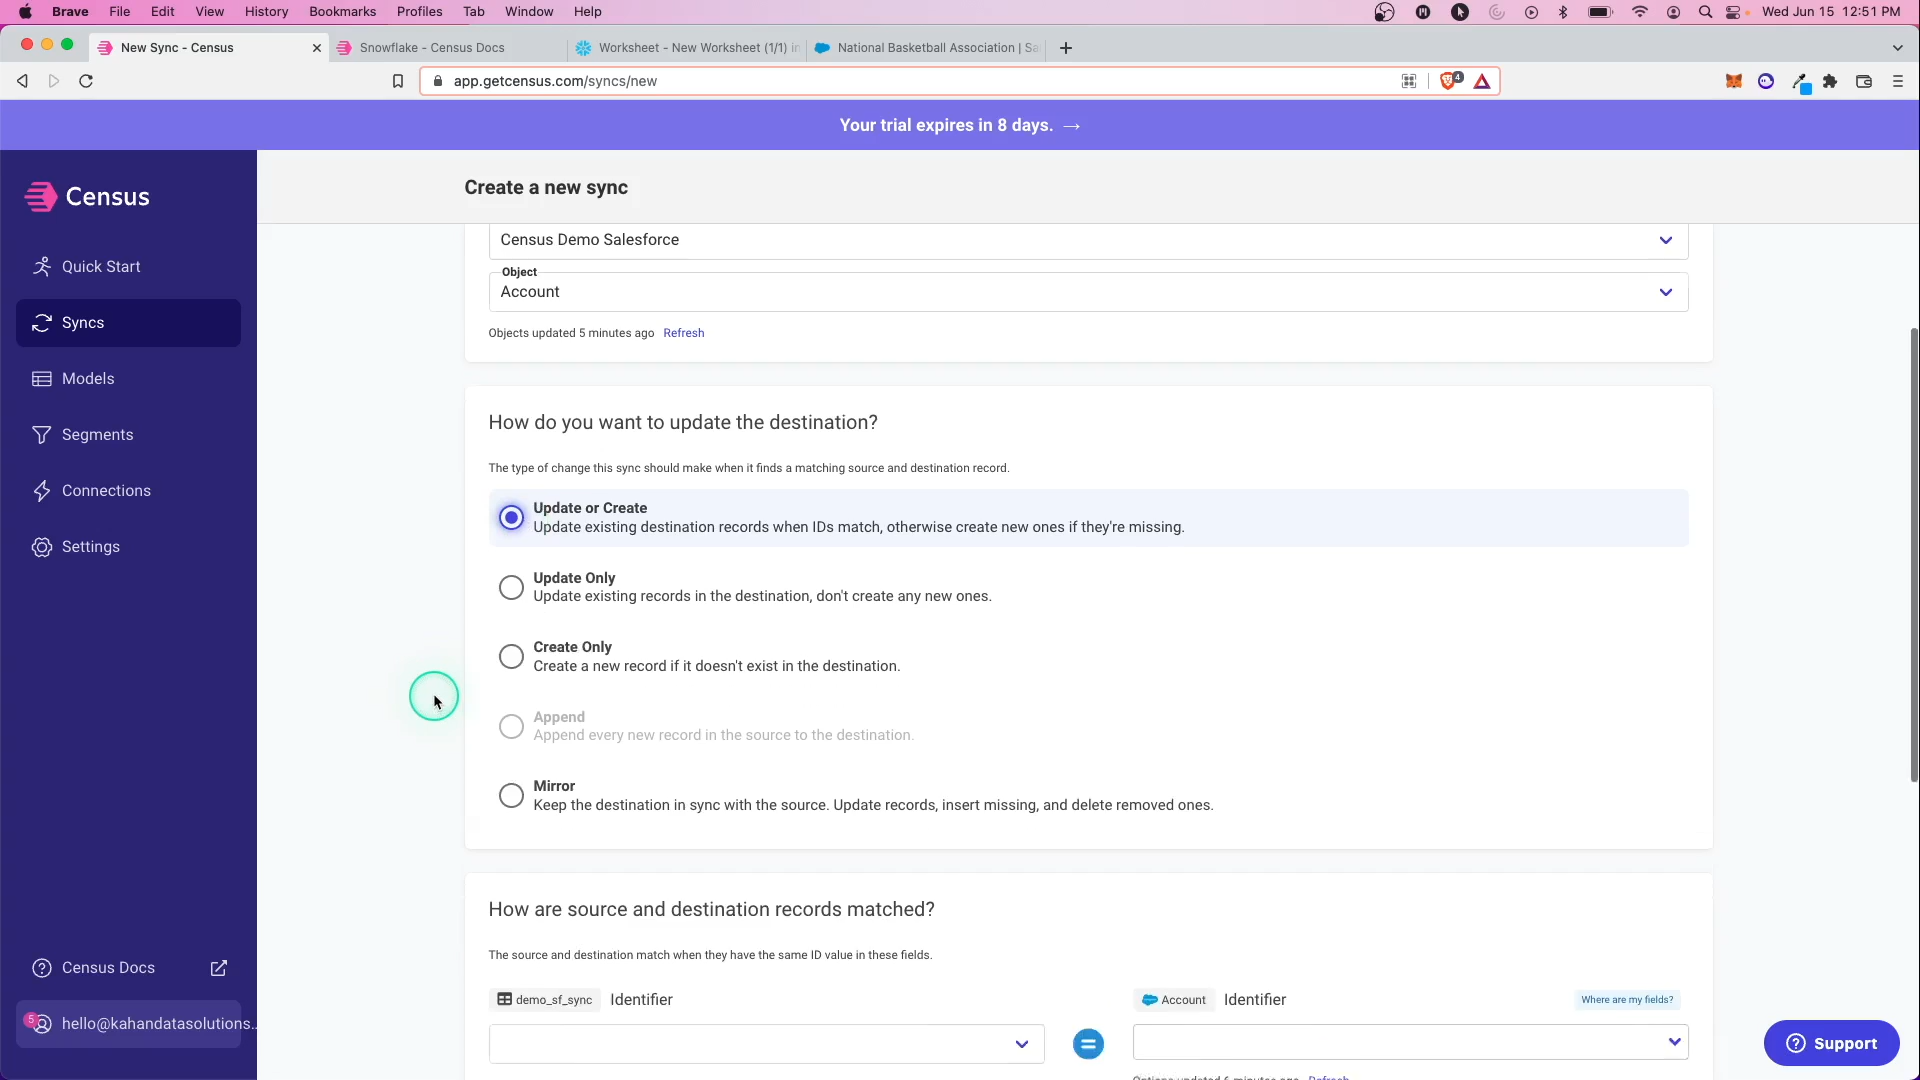 Brave File Edit View History Bookmarks Profiles Tab Window Help Wed Jun 15 12:51 PM
New Sync - Census Snowflake - Census Docs Worksheet - New Worksheet (1/1) in National Basketball Association | Sa
app.getcensus.com/syncs/new 4
Your trial expires in 8 days. →
Census
Create a new sync
Quick Start
Syncs
Models
Segments
Connections
Settings
Census Docs
5 hello@kahandatasolutions...
Census Demo Salesforce
Object
Account
Objects updated 5 minutes ago Refresh
How do you want to update the destination?
The type of change this sync should make when it finds a matching source and destination record.
Update or Create
Update existing destination records when IDs match, otherwise create new ones if they're missing.
Update Only
Update existing records in the destination, don't create any new ones.
Create Only
Create a new record if it doesn't exist in the destination.
Append
Append every new record in the source to the destination.
Mirror
Keep the destination in sync with the source. Update records, insert missing, and delete removed ones.
How are source and destination records matched?
The source and destination match when they have the same ID value in these fields.
demo_sf_sync Identifier
Account Identifier Where are my fields?
Options updated 6 minutes ago Refresh
Support